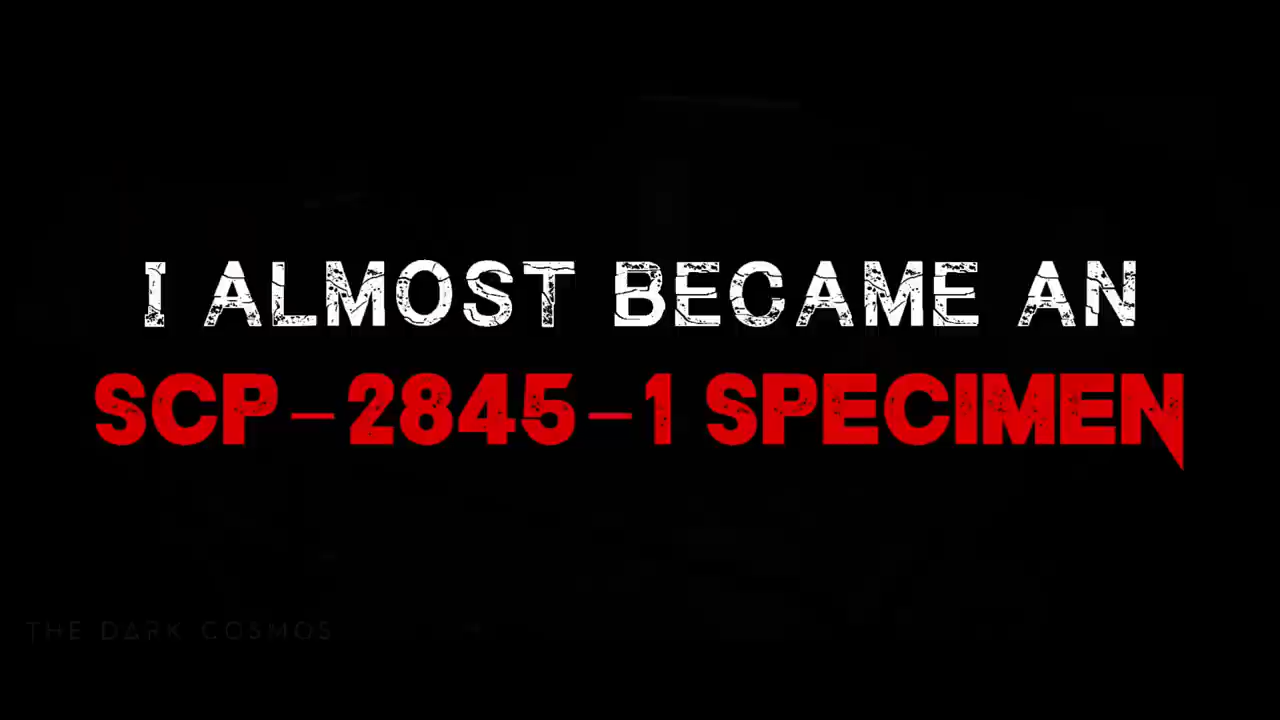 I ALMOST BECAME AN
SCP-2845-1 SPECIMEN
THE DARK COSMOS